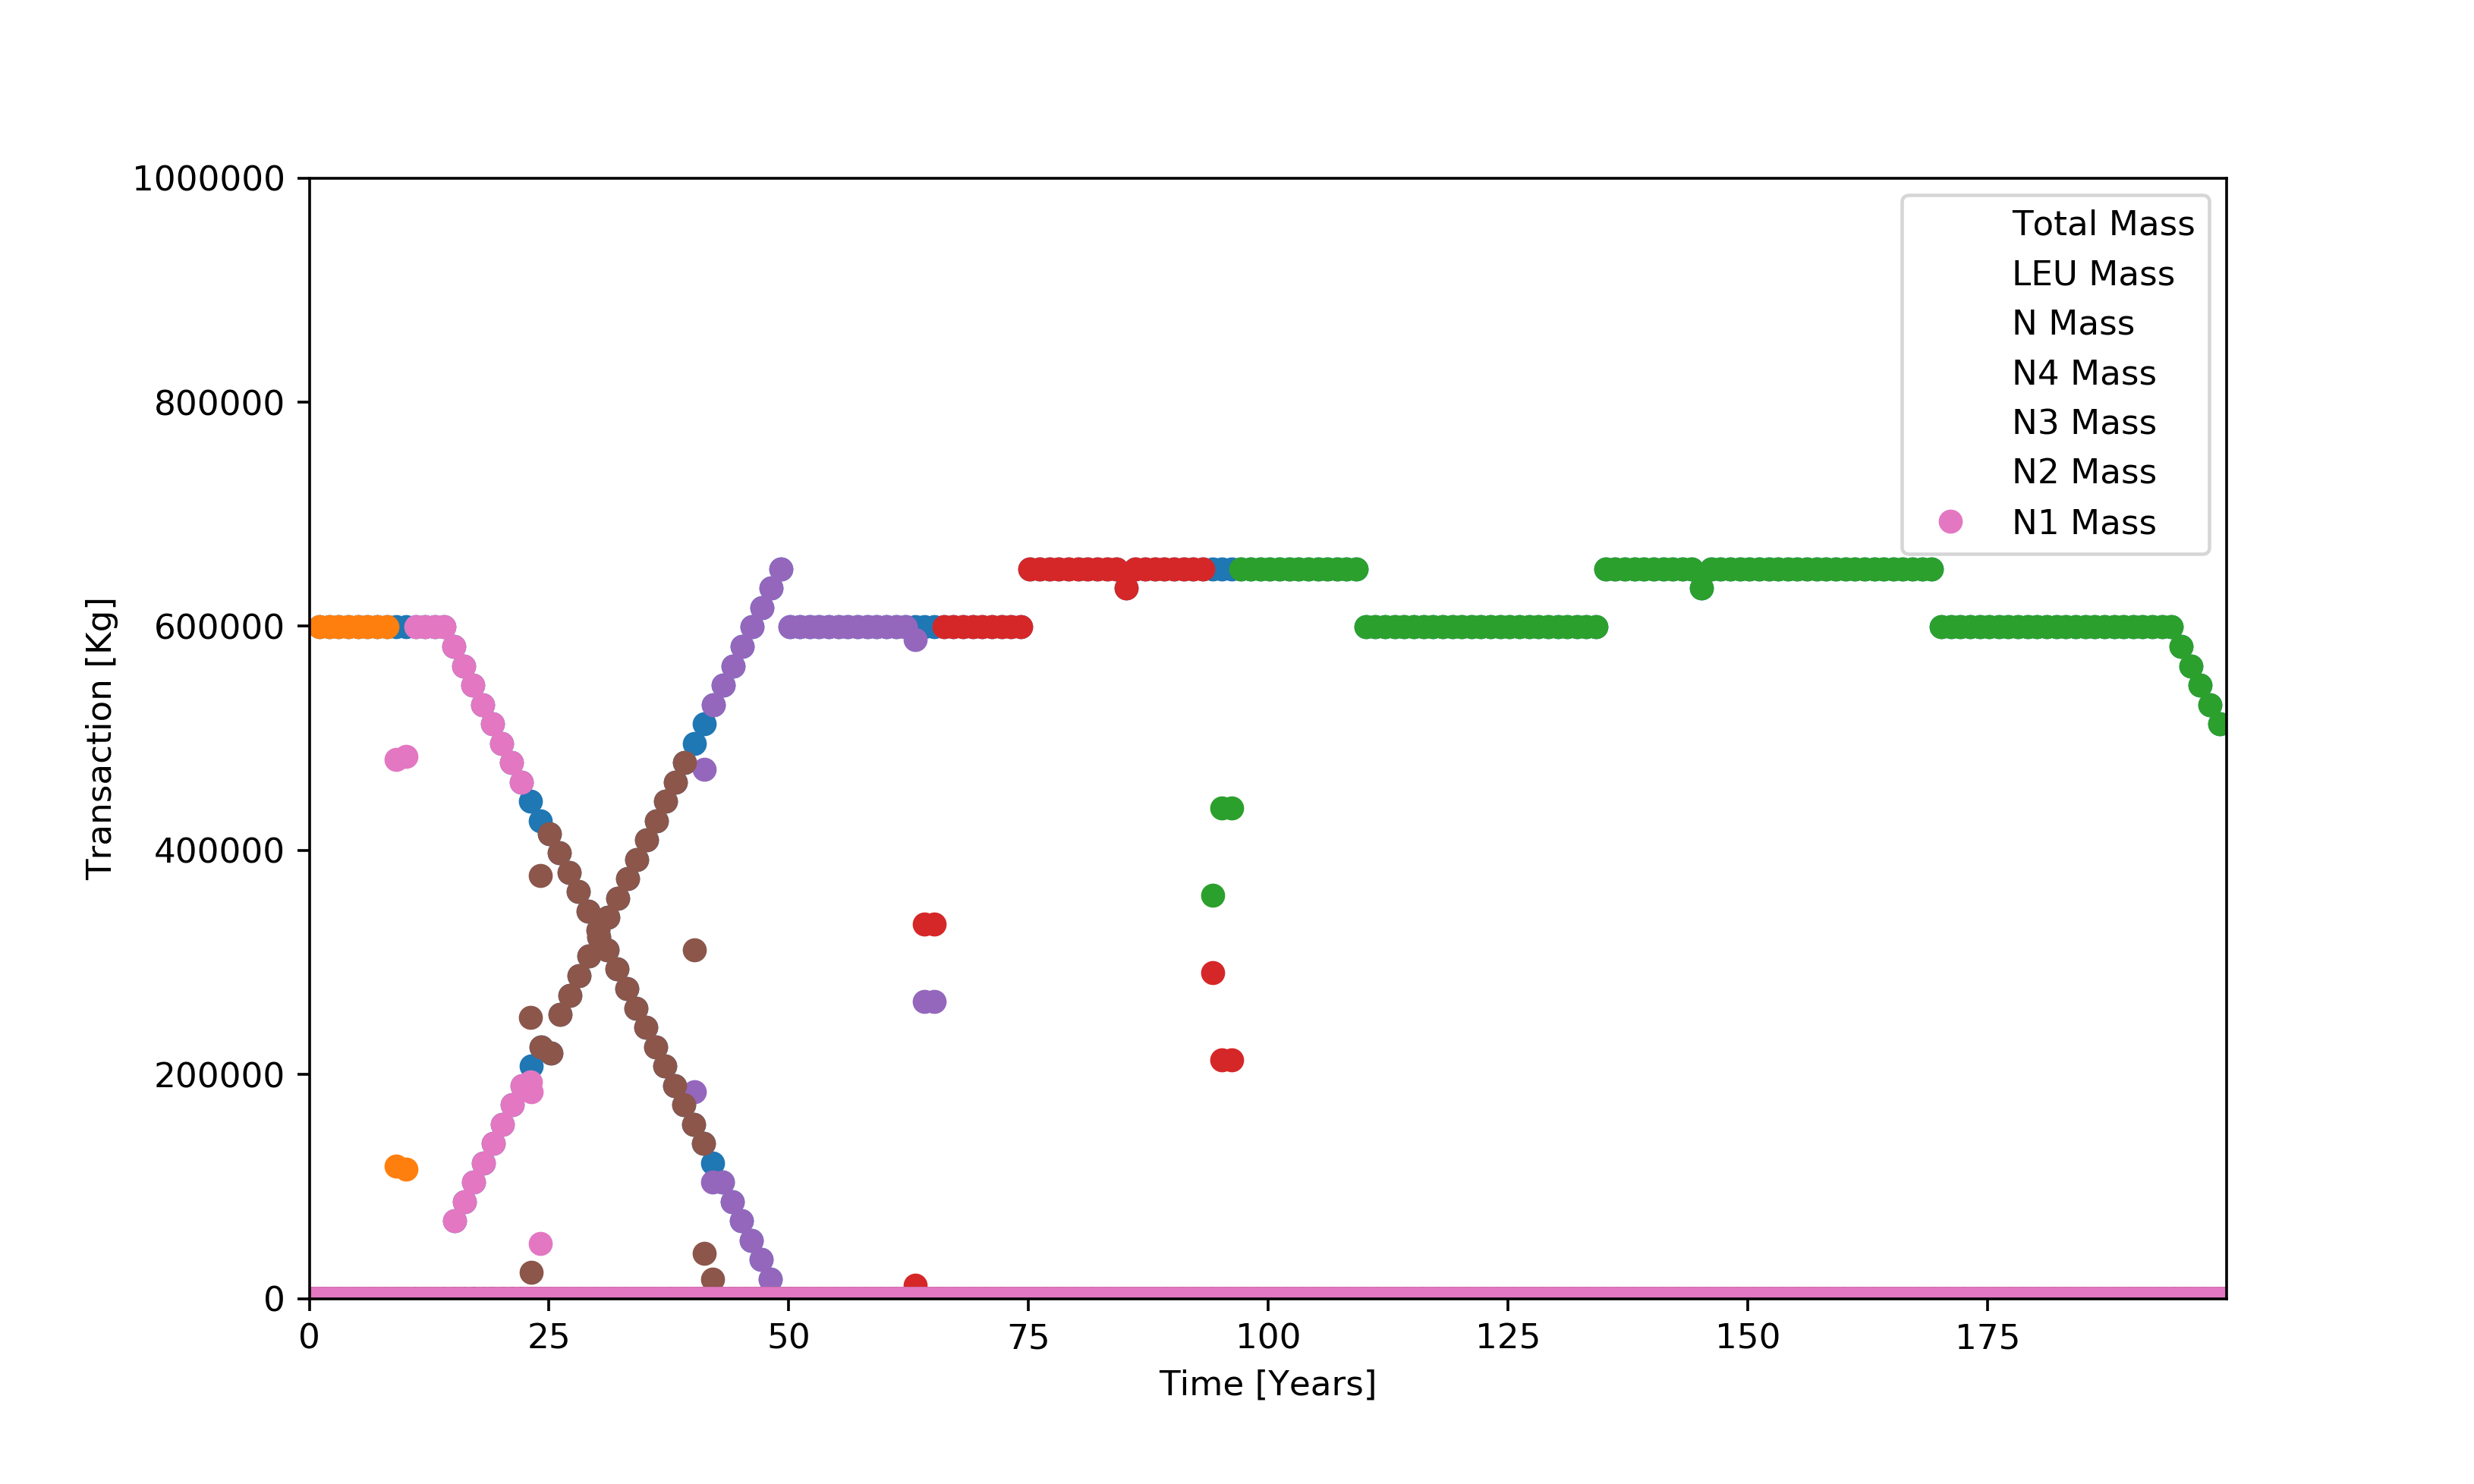 1000000
800000
600000
400000
200000
0
Transaction [Kg]
Total Mass
LEU Mass
N Mass
N4 Mass
N3 Mass
N2 Mass
N1 Mass
0 25 50 75 100 125 150 175
Time [Years]